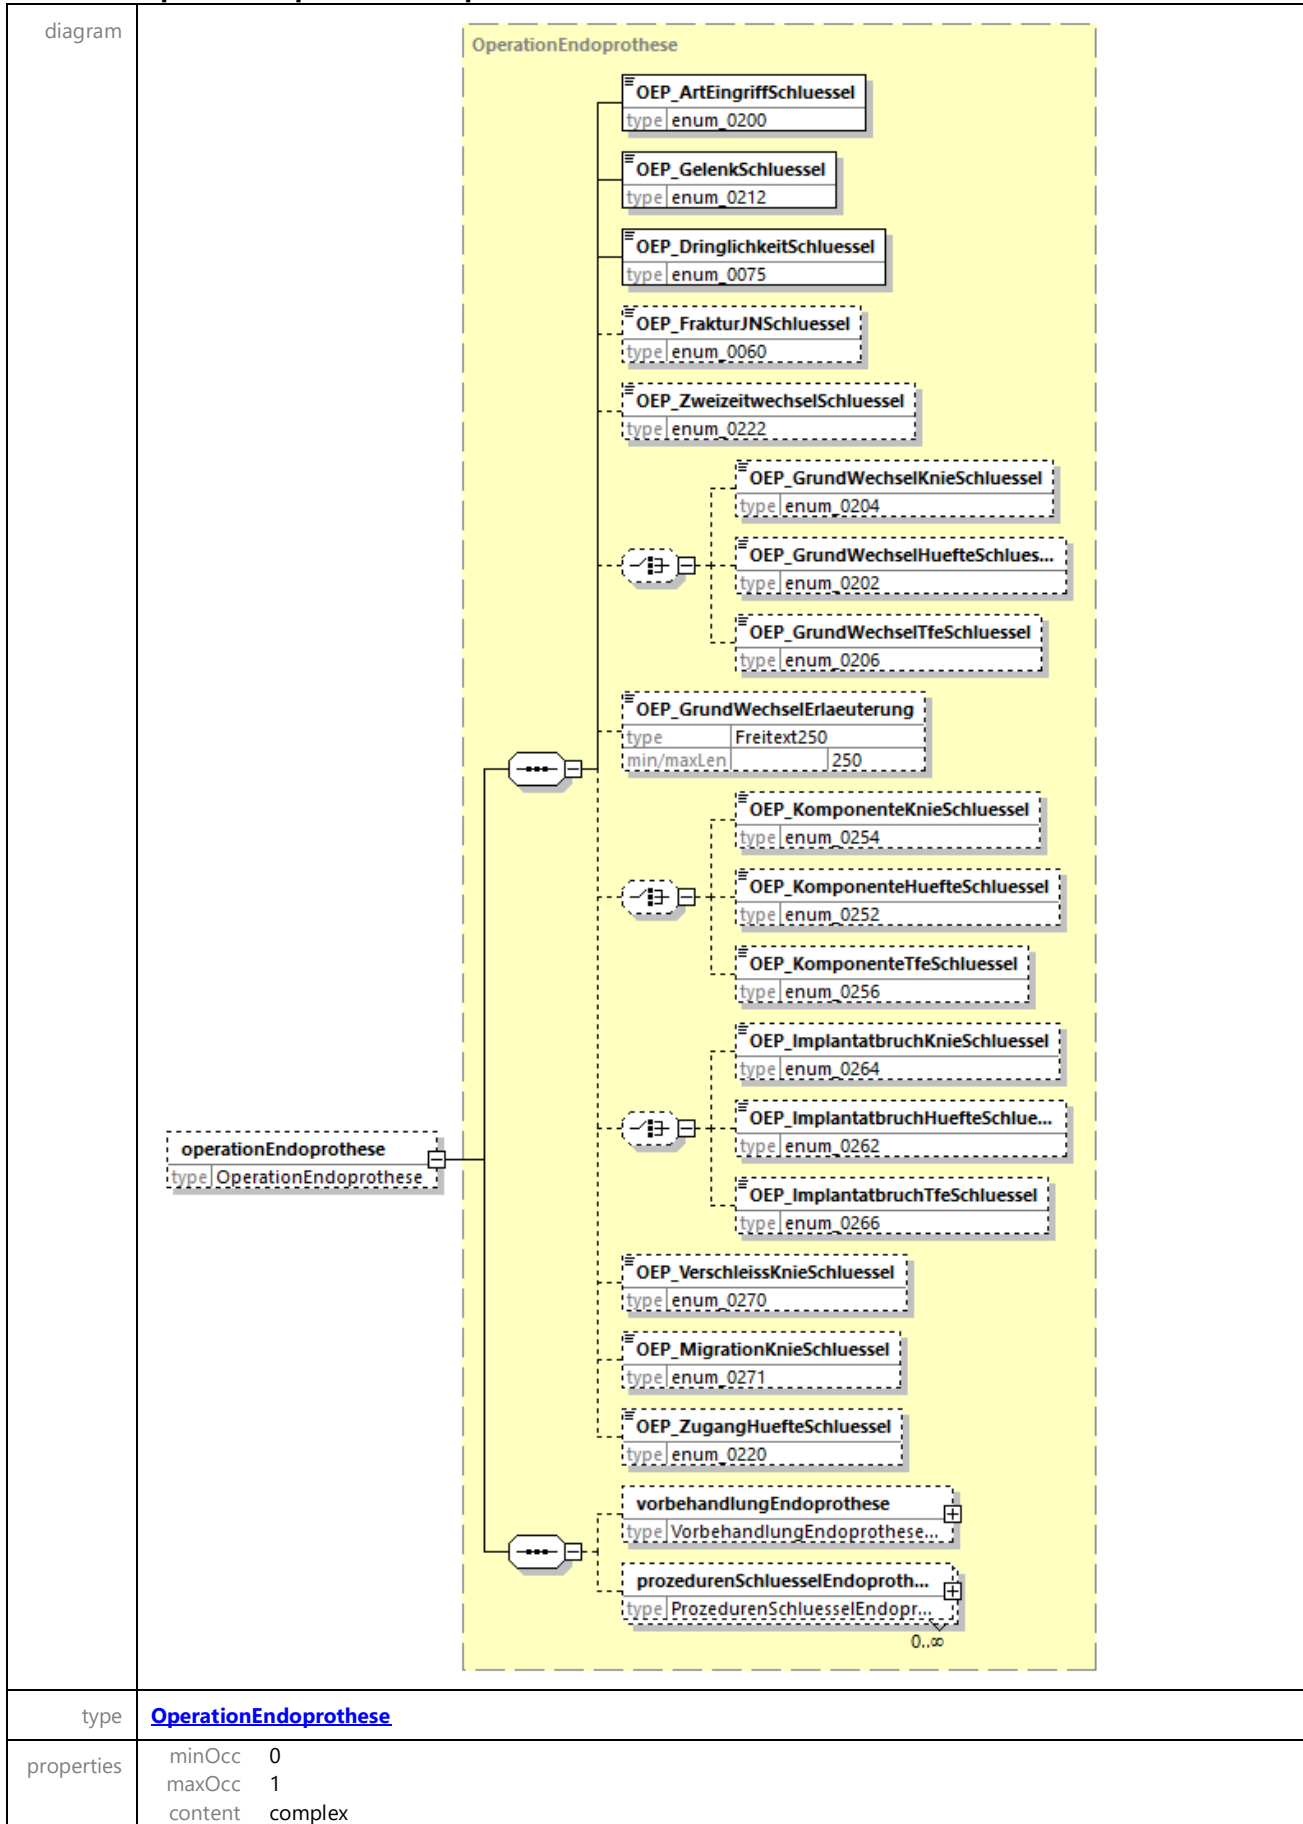 diagram
OperationEndoprothese
OEP_ArtEingriffSchluessel
type enum_0200
OEP_GelenkSchluessel
type enum_0212
OEP_DringlichkeitSchluessel
type enum_0075
OEP_FrakturJNSchluessel
type enum_0060
OEP_ZweizeitwechselSchluessel
type enum_0222
OEP_GrundWechselKnieSchluessel
type enum_0204
OEP_GrundWechselHuefteSchlues...
type enum_0202
OEP_GrundWechselTfeSchluessel
type enum_0206
OEP_GrundWechselErlaeuterung
type Freitext250
min/maxLen 250
OEP_KomponenteKnieSchluessel
type enum_0254
OEP_KomponenteHuefteSchluessel
type enum_0252
OEP_KomponenteTfeSchluessel
type enum_0256
OEP_ImplantatbruchKnieSchluessel
type enum_0264
OEP_ImplantatbruchHuefteSchlue...
type enum_0262
operationEndoprothese
type OperationEndoprothese
OEP_ImplantatbruchTfeSchluessel
type enum_0266
OEP_VerschleissKnieSchluessel
type enum_0270
OEP_MigrationKnieSchluessel
type enum_0271
OEP_ZugangHuefteSchluessel
type enum_0220
vorbehandlungEndoprothese
type VorbehandlungEndoprothese...
prozedurenSchluesselEndoproth...
type ProzedurenSchluesselEndopr...
0..∞
type OperationEndoprothese
properties
minOcc 0
maxOcc 1
content complex